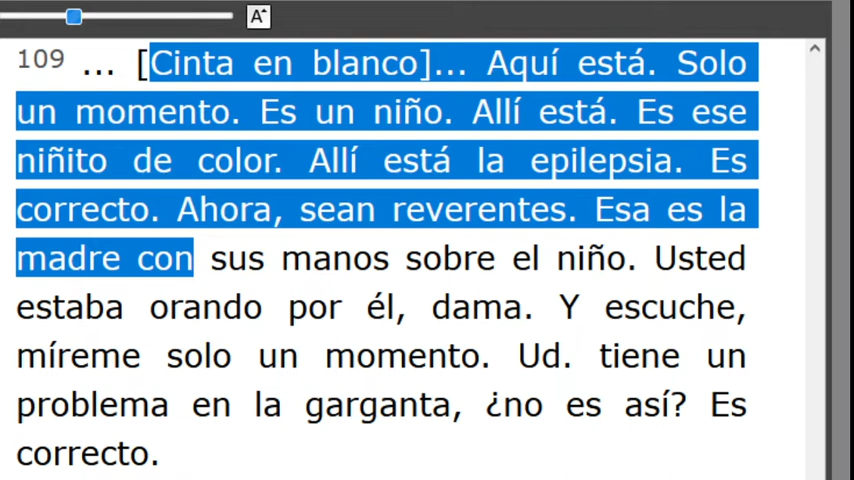 A
109 ... [Cinta en blanco]... Aquí está. Solo
un momento. Es un niño. Allí está. Es ese
niñito de color. Allí está la epilepsia. Es
correcto. Ahora, sean reverentes. Esa es la
madre con sus manos sobre el niño. Usted
estaba orando por él, dama. Y escuche,
míreme solo un momento. Ud. tiene un
problema en la garganta, ¿no es así? Es
correcto.